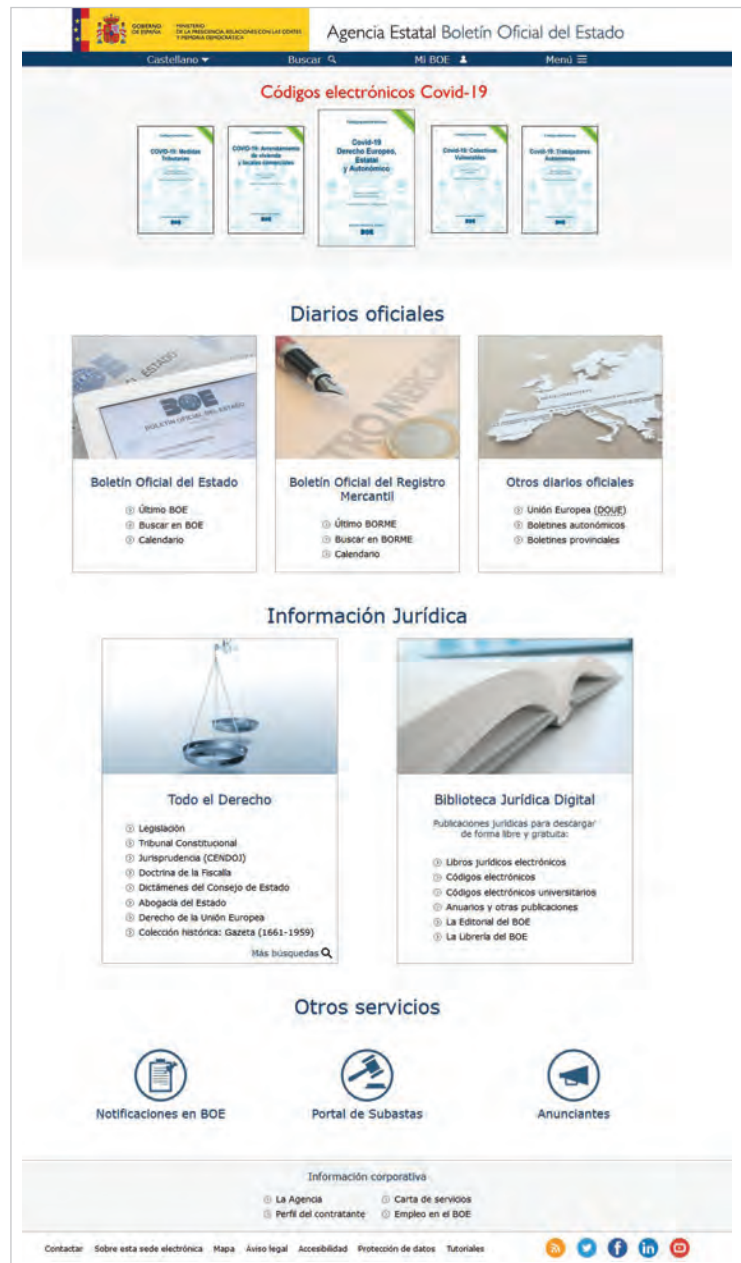 GOBIERNO
DE ESPAÑA
MINISTERIO
DE LA PRESIDENCIA, RELACIONES CON LAS CORTES
Y MEMORIA DEMOCRÁTICA
Agencia Estatal Boletín Oficial del Estado
Castellano Buscar Mi BOE Menú
Códigos electrónicos Covid-19
COVID-19: Medidas
Tributarias
BOE
COVID-19: Arrendamiento
de vivienda
y locales comerciales
BOE
Covid-19
Derecho Europeo,
Estatal
y Autonómico
BOE
Covid-19: Colectivos
Vulnerables
BOE
Covid-19: Trabajadores
Autónomos
BOE
Diarios oficiales
ESTADO
BOE
BOLETÍN OFICIAL DEL ESTADO
Boletín Oficial del Estado
Último BOE
Buscar en BOE
Calendario
Boletín Oficial del Registro
Mercantil
Último BORME
Buscar en BORME
Calendario
Otros diarios oficiales
Unión Europea (DOUE)
Boletines autonómicos
Boletines provinciales
Información Jurídica
Todo el Derecho
Legislación
Tribunal Constitucional
Jurisprudencia (CENDOJ)
Doctrina de la Fiscalía
Dictámenes del Consejo de Estado
Abogacía del Estado
Derecho de la Unión Europea
Colección histórica: Gazeta (1661-1959)
Más búsquedas
Biblioteca Jurídica Digital
Publicaciones jurídicas para descargar
de forma libre y gratuita:
Libros jurídicos electrónicos
Códigos electrónicos
Códigos electrónicos universitarios
Anuarios y otras publicaciones
La Editorial del BOE
La Librería del BOE
Otros servicios
Notificaciones en BOE
Portal de Subastas
Anunciantes
Información corporativa
La Agencia
Carta de servicios
Perfil del contratante
Empleo en el BOE
Contactar Sobre esta sede electrónica Mapa Aviso legal Accesibilidad Protección de datos Tutoriales